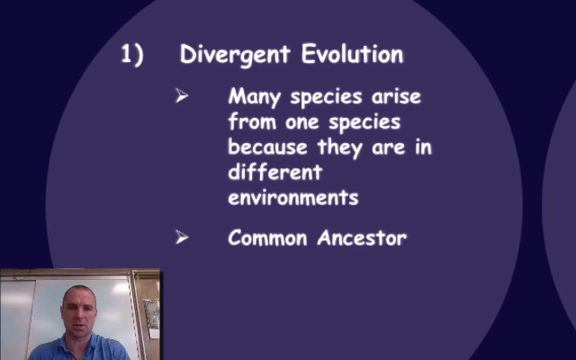 1) Divergent Evolution
Many species arise
from one species
because they are in
different
environments
Common Ancestor